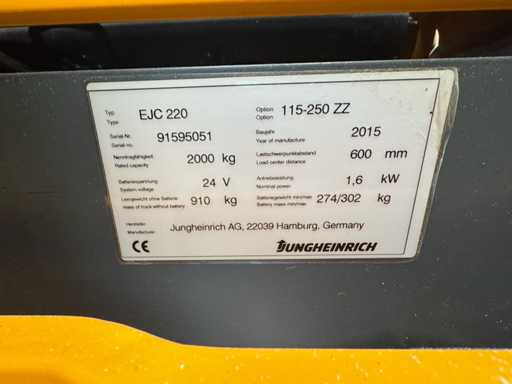 Typ EJC 220 Option 115-250 ZZ
Type Option
Serial-Nr. 91595051 Baujahr 2015
Serial no. Year of manufacture
Nenntragfähigkeit 2000 kg Lastschwerpunktabstand 600 mm
Rated capacity Load center distance
Batteriespannung 24 V Antriebsleistung 1,6 kW
System voltage Nominal power
Leergewicht ohne Batterie 910 kg Batteriegewicht min/max 274/302 kg
mass of truck without battery Battery mass min/max
Hersteller Jungheinrich AG, 22039 Hamburg, Germany
Manufacturer
CE JUNGHEINRICH